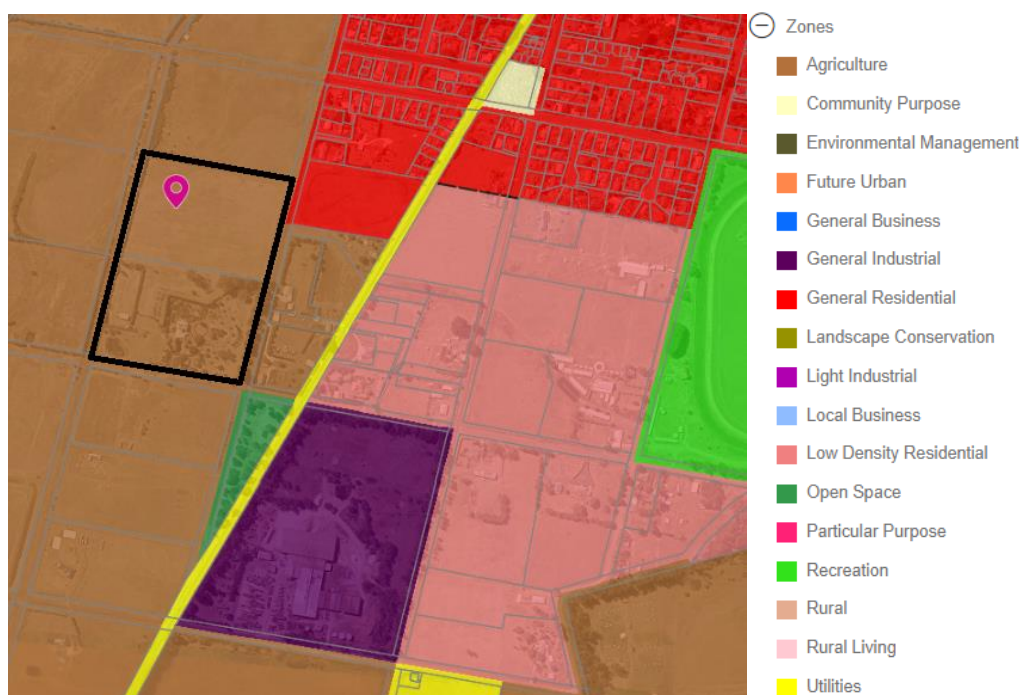 Zones
Agriculture
Community Purpose
Environmental Management
Future Urban
General Business
General Industrial
General Residential
Landscape Conservation
Light Industrial
Local Business
Low Density Residential
Open Space
Particular Purpose
Recreation
Rural
Rural Living
Utilities